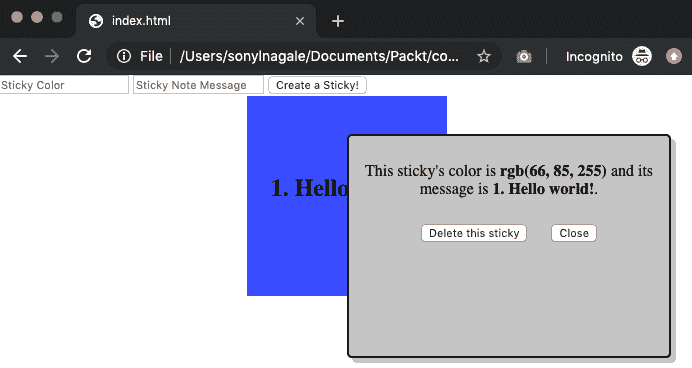 index.html
File /Users/sonylnagale/Documents/Packt/co... Incognito
Sticky Color Sticky Note Message Create a Sticky!
1. Hello
This sticky's color is rgb(66, 85, 255) and its
message is 1. Hello world!.
Delete this sticky Close